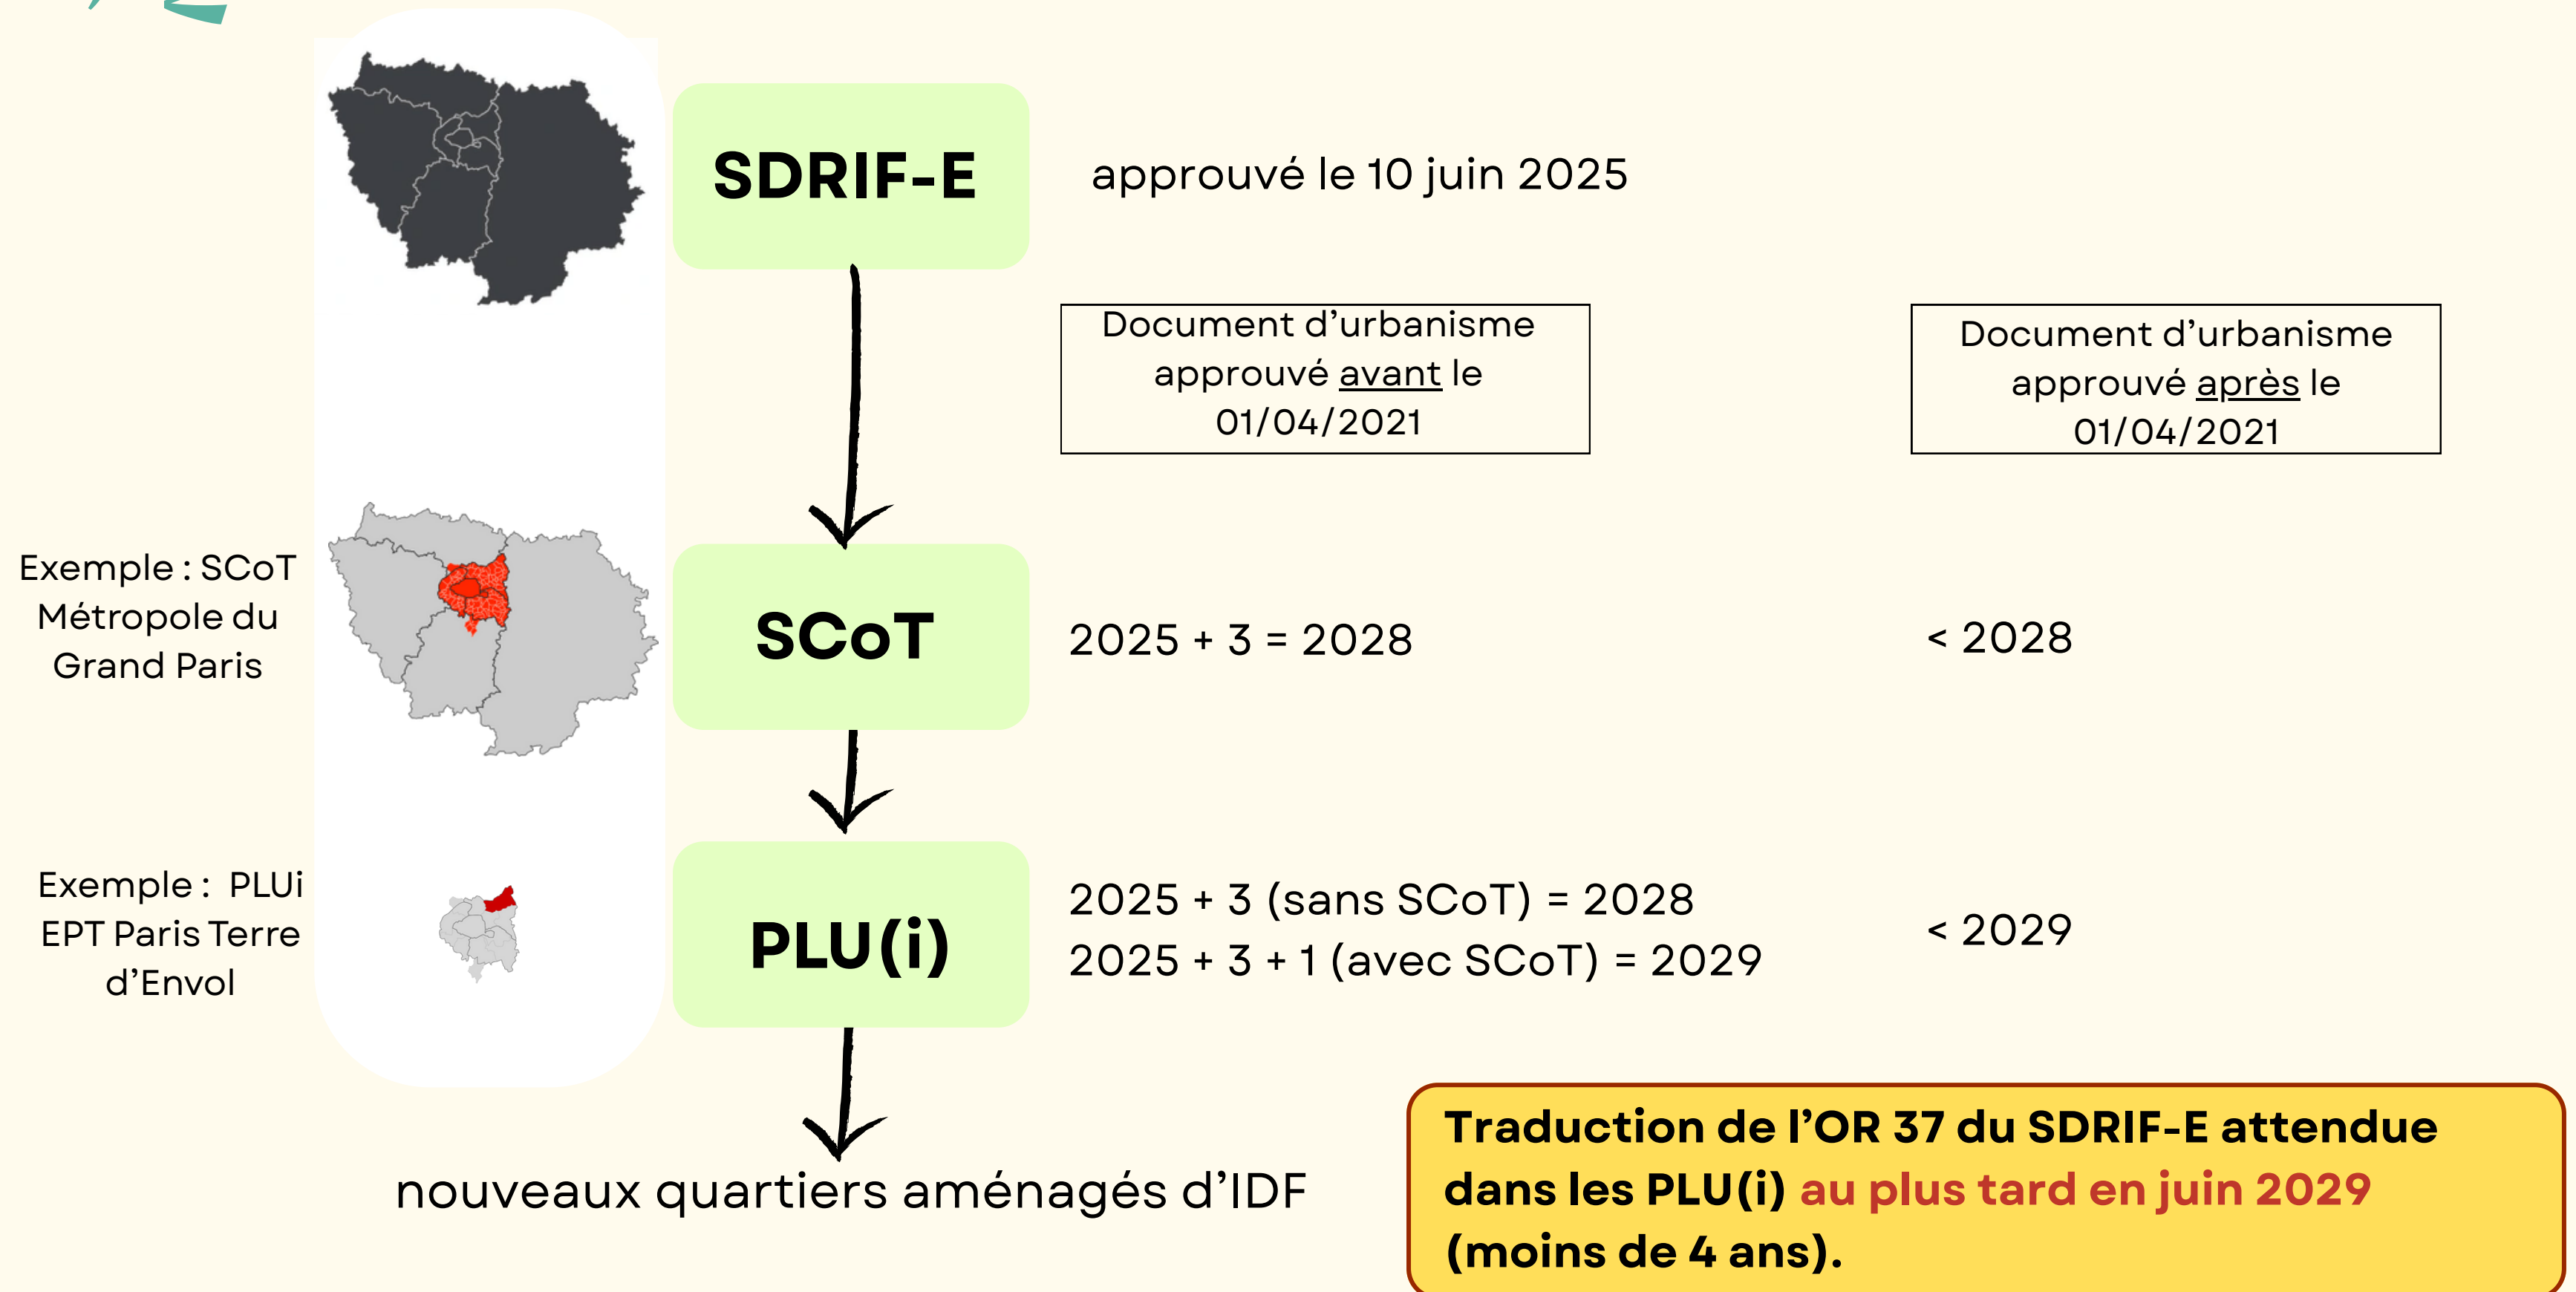 SDRIF-E
approuvé le 10 juin 2025
Document d’urbanisme
approuvé avant le
01/04/2021
Document d’urbanisme
approuvé après le
01/04/2021
Exemple : SCoT
Métropole du
Grand Paris
SCoT
2025 + 3 = 2028
< 2028
Exemple : PLUi
EPT Paris Terre
d’Envol
PLU(i)
2025 + 3 (sans SCoT) = 2028
2025 + 3 + 1 (avec SCoT) = 2029
< 2029
nouveaux quartiers aménagés d’IDF
Traduction de l’OR 37 du SDRIF-E attendue
dans les PLU(i) au plus tard en juin 2029
(moins de 4 ans).